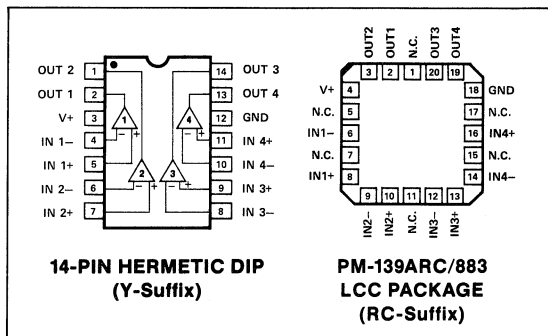 OUT 2 1 14 OUT 3
OUT 1 2 13 OUT 4
V+ 3 12 GND
IN 1– 4 11 IN 4+
IN 1+ 5 10 IN 4–
IN 2– 6 9 IN 3+
IN 2+ 7 8 IN 3–
1 – +
4 – +
2 – +
3 – +
14-PIN HERMETIC DIP
(Y-Suffix)
OUT2 OUT1 N.C. OUT3 OUT4
3 2 1 20 19
V+ 4 18 GND
N.C. 5 17 N.C.
IN1– 6 16 IN4+
N.C. 7 15 N.C.
IN1+ 8 14 IN4–
9 10 11 12 13
IN2– IN2+ N.C. IN3– IN3+
PM-139ARC/883
LCC PACKAGE
(RC-Suffix)